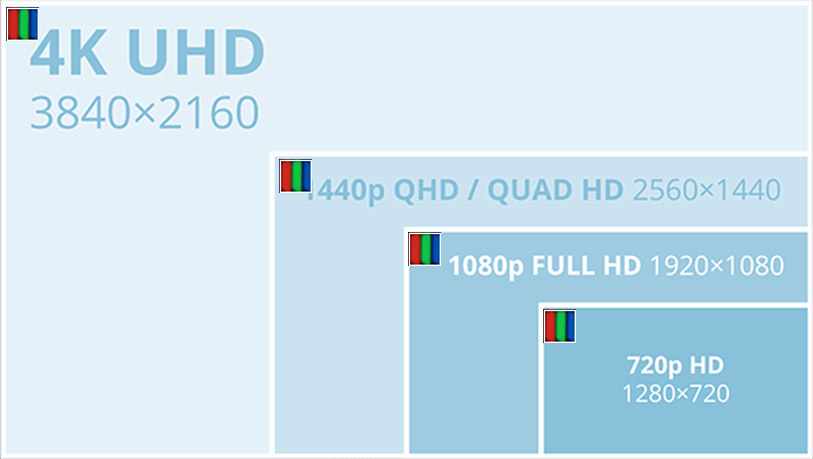 4K UHD
3840×2160
1440p QHD / QUAD HD 2560×1440
1080p FULL HD 1920×1080
720p HD
1280×720